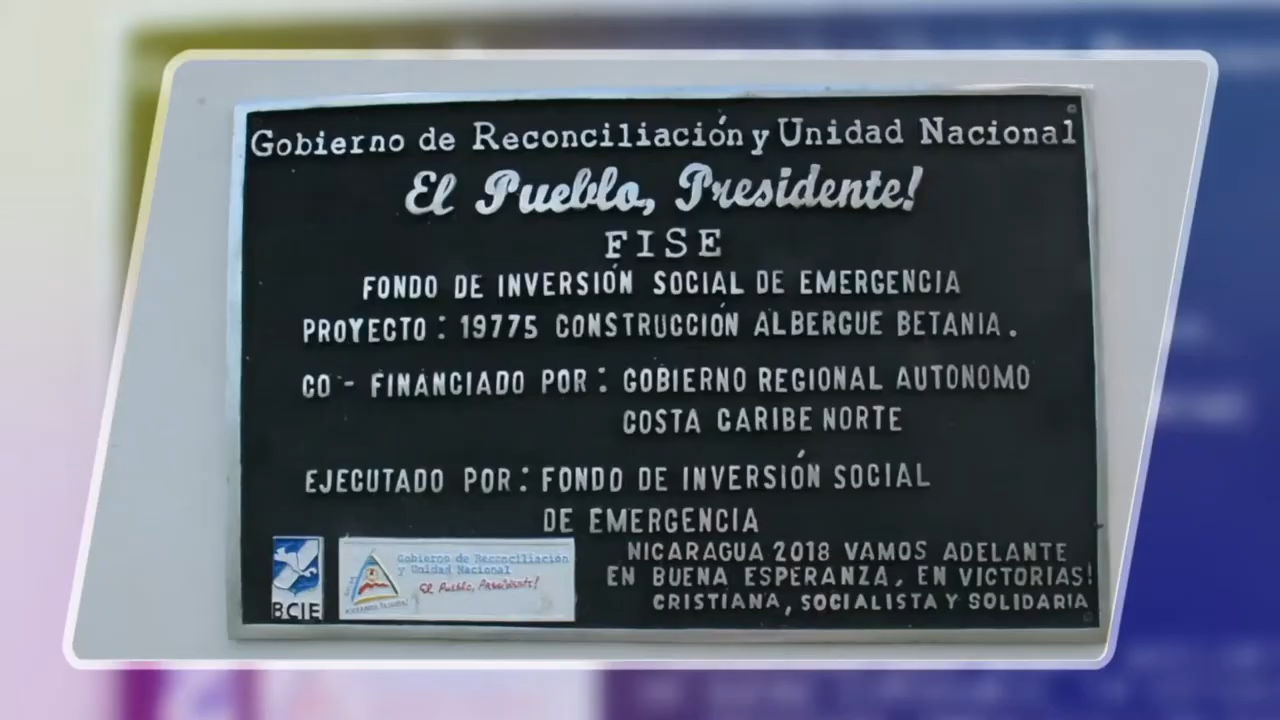 Gobierno de Reconciliación y Unidad Nacional
El Pueblo, Presidente!
FISE
FONDO DE INVERSIÓN SOCIAL DE EMERGENCIA
PROYECTO: 19775 CONSTRUCCIÓN ALBERGUE BETANIA.
CO - FINANCIADO POR: GOBIERNO REGIONAL AUTONOMO
COSTA CARIBE NORTE
EJECUTADO POR: FONDO DE INVERSIÓN SOCIAL
DE EMERGENCIA
BCIE
Gobierno de Reconciliación
y Unidad Nacional
El Pueblo, Presidente!
NICARAGUA 2018 VAMOS ADELANTE
EN BUENA ESPERANZA, EN VICTORIAS!
CRISTIANA, SOCIALISTA Y SOLIDARIA